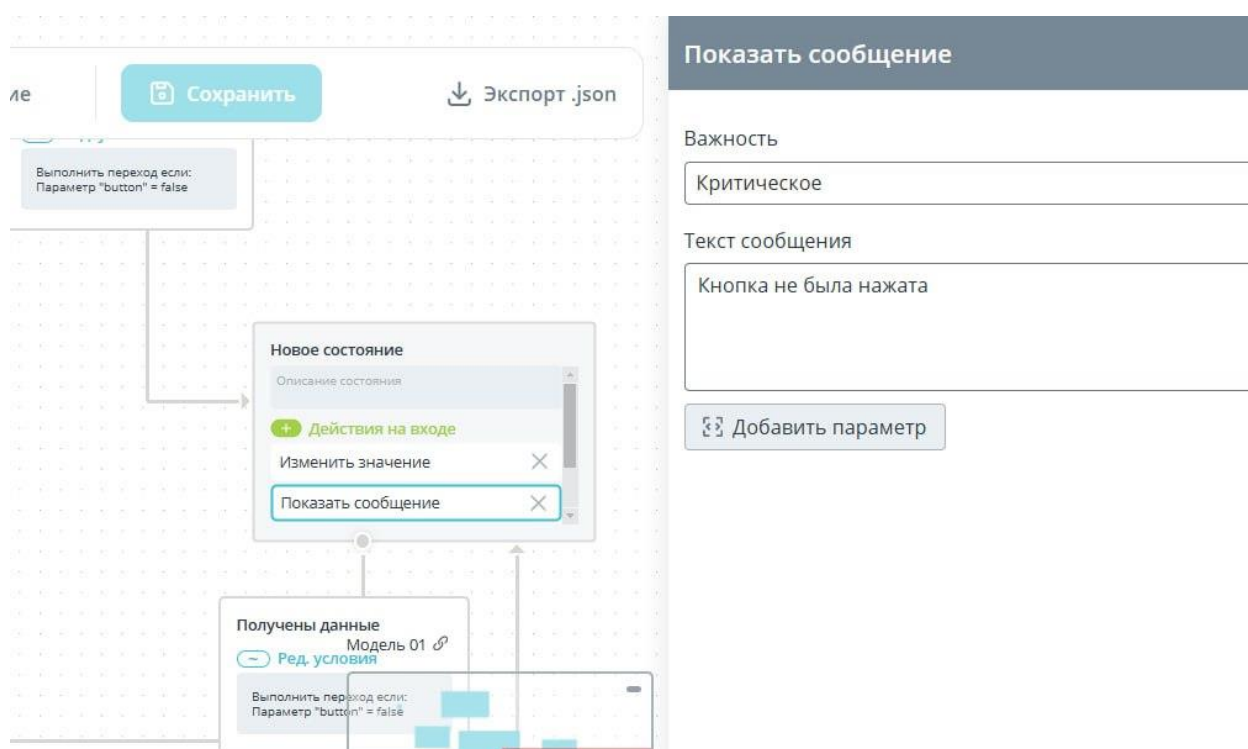 Показать сообщение
Сохранить
Экспорт .json
Важность
Критическое
Выполнить переход если:
Параметр "button" = false
Текст сообщения
Кнопка не была нажата
Добавить параметр
Новое состояние
Описание состояния
Действия на входе
Изменить значение
Показать сообщение
Получены данные
Модель 01
Ред. условия
Выполнить переход если:
Параметр "button" = false